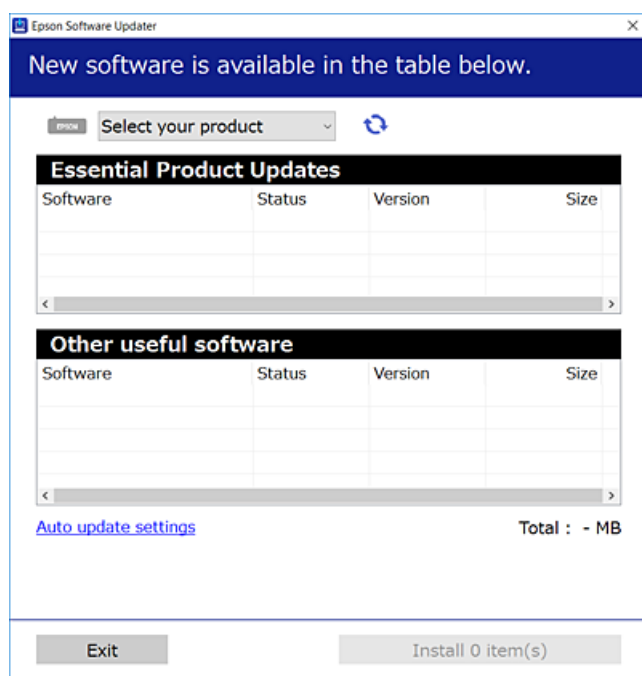 Epson Software Updater
New software is available in the table below.
EPSON Select your product
Essential Product Updates
Software Status Version Size
Other useful software
Software Status Version Size
Auto update settings Total : - MB
Exit Install 0 item(s)